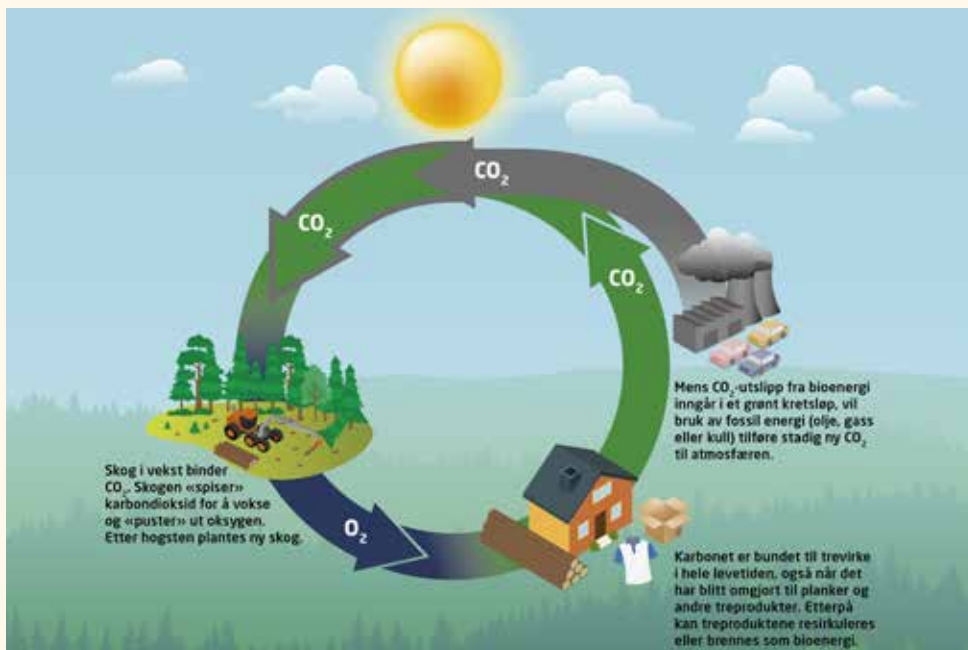 CO₂
CO₂
CO₂
Mens CO₂-utslipp fra bioenergi
inngår i et grønt kretsløp, vil
bruk av fossil energi (olje, gass
eller kull) tilføre stadig ny CO₂
til atmosfæren.
Skog i vekst binder
CO₂. Skogen «spiser»
karbondioksid for å vokse
og «puster» ut oksygen.
Etter hogsten plantes ny skog.
O₂
Karbonet er bundet til trevirke
i hele levetiden, også når det
har blitt omgjort til planker og
andre treprodukter. Etterpå
kan treproduktene resirkuleres
eller brennes som bioenergi.